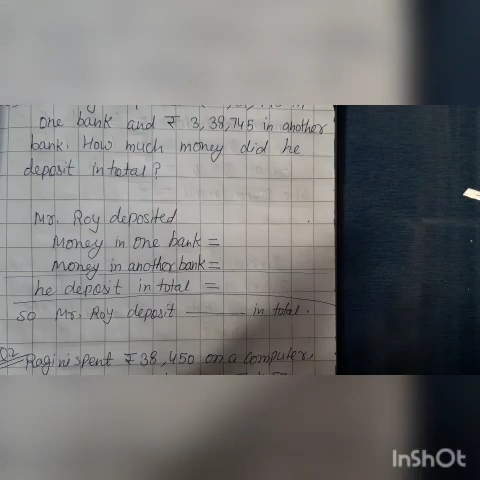 one bank and ₹ 3,38,745 in another
bank. How much money did he
deposit in total?
Mr. Roy deposited
Money in one bank =
Money in another bank =
he deposit in total =
so Mr. Roy deposit ______ in total.
Q2 Ragini spent ₹ 38,450 on a computer,
InShOt